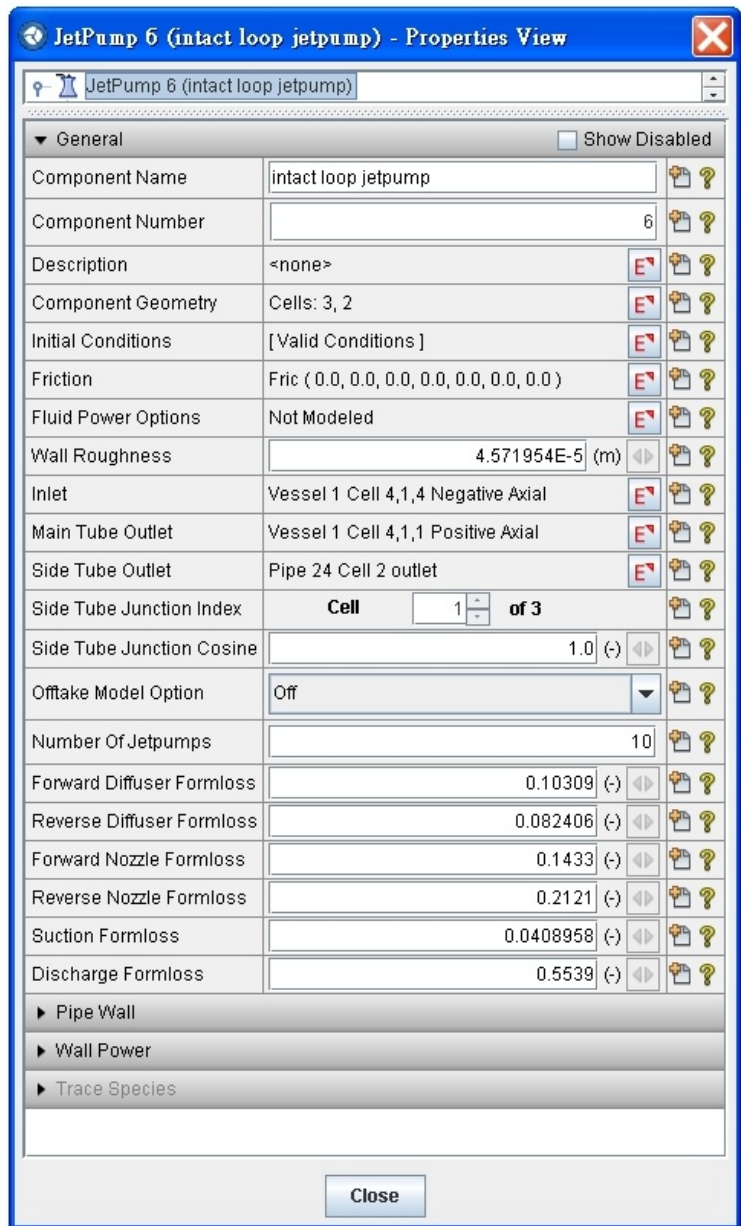 JetPump 6 (intact loop jetpump) - Properties View
JetPump 6 (intact loop jetpump)
General Show Disabled
Component Name intact loop jetpump
Component Number 6
Description <none> E
Component Geometry Cells: 3, 2 E
Initial Conditions [ Valid Conditions ] E
Friction Fric ( 0.0, 0.0, 0.0, 0.0, 0.0, 0.0, 0.0 ) E
Fluid Power Options Not Modeled E
Wall Roughness 4.571954E-5 (m)
Inlet Vessel 1 Cell 4,1,4 Negative Axial E
Main Tube Outlet Vessel 1 Cell 4,1,1 Positive Axial E
Side Tube Outlet Pipe 24 Cell 2 outlet E
Side Tube Junction Index Cell 1 of 3
Side Tube Junction Cosine 1.0 (-)
Offtake Model Option Off
Number Of Jetpumps 10
Forward Diffuser Formloss 0.10309 (-)
Reverse Diffuser Formloss 0.082406 (-)
Forward Nozzle Formloss 0.1433 (-)
Reverse Nozzle Formloss 0.2121 (-)
Suction Formloss 0.0408958 (-)
Discharge Formloss 0.5539 (-)
Pipe Wall
Wall Power
Trace Species
Close